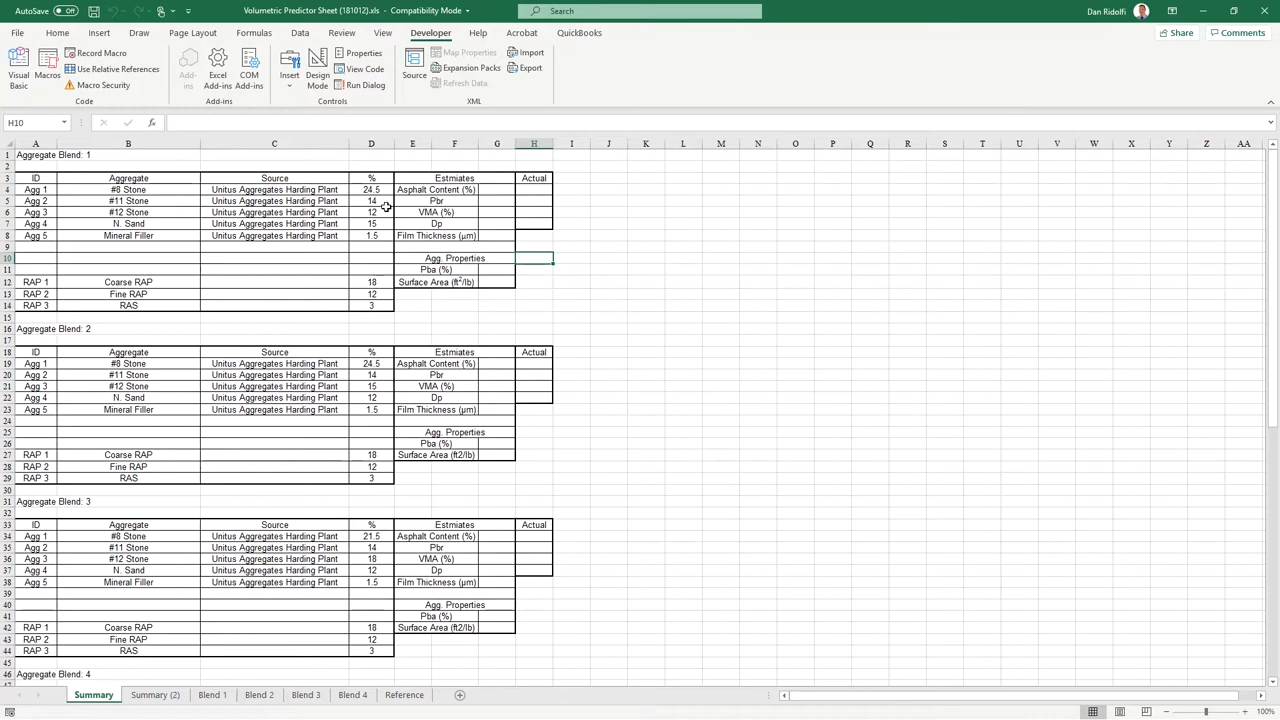 AutoSave Off Volumetric Predictor Sheet (181012).xls - Compatibility Mode Search Dan Ridolfi
File Home Insert Draw Page Layout Formulas Data Review View Developer Help Acrobat QuickBooks Share Comments
Visual Basic Macros Record Macro Use Relative References Macro Security Add-ins Excel Add-ins COM Add-ins Insert Design Mode Properties View Code Run Dialog Source Map Properties Expansion Packs Refresh Data Import Export
Code Add-ins Controls XML
H10 fx
A B C D E F G H I J K L M N O P Q R S T U V W X Y Z AA
1 Aggregate Blend: 1
2
3 ID Aggregate Source % Estmiates Actual
4 Agg 1 #8 Stone Unitus Aggregates Harding Plant 24.5 Asphalt Content (%)
5 Agg 2 #11 Stone Unitus Aggregates Harding Plant 14 Pbr
6 Agg 3 #12 Stone Unitus Aggregates Harding Plant 12 VMA (%)
7 Agg 4 N. Sand Unitus Aggregates Harding Plant 15 Dp
8 Agg 5 Mineral Filler Unitus Aggregates Harding Plant 1.5 Film Thickness (µm)
9
10 Agg. Properties
11 Pba (%)
12 RAP 1 Coarse RAP 18 Surface Area (ft²/lb)
13 RAP 2 Fine RAP 12
14 RAP 3 RAS 3
15
16 Aggregate Blend: 2
17
18 ID Aggregate Source % Estmiates Actual
19 Agg 1 #8 Stone Unitus Aggregates Harding Plant 24.5 Asphalt Content (%)
20 Agg 2 #11 Stone Unitus Aggregates Harding Plant 14 Pbr
21 Agg 3 #12 Stone Unitus Aggregates Harding Plant 15 VMA (%)
22 Agg 4 N. Sand Unitus Aggregates Harding Plant 12 Dp
23 Agg 5 Mineral Filler Unitus Aggregates Harding Plant 1.5 Film Thickness (µm)
24
25 Agg. Properties
26 Pba (%)
27 RAP 1 Coarse RAP 18 Surface Area (ft2/lb)
28 RAP 2 Fine RAP 12
29 RAP 3 RAS 3
30
31 Aggregate Blend: 3
32
33 ID Aggregate Source % Estmiates Actual
34 Agg 1 #8 Stone Unitus Aggregates Harding Plant 21.5 Asphalt Content (%)
35 Agg 2 #11 Stone Unitus Aggregates Harding Plant 14 Pbr
36 Agg 3 #12 Stone Unitus Aggregates Harding Plant 18 VMA (%)
37 Agg 4 N. Sand Unitus Aggregates Harding Plant 12 Dp
38 Agg 5 Mineral Filler Unitus Aggregates Harding Plant 1.5 Film Thickness (µm)
39
40 Agg. Properties
41 Pba (%)
42 RAP 1 Coarse RAP 18 Surface Area (ft2/lb)
43 RAP 2 Fine RAP 12
44 RAP 3 RAS 3
45
46 Aggregate Blend: 4
Summary Summary (2) Blend 1 Blend 2 Blend 3 Blend 4 Reference
100%